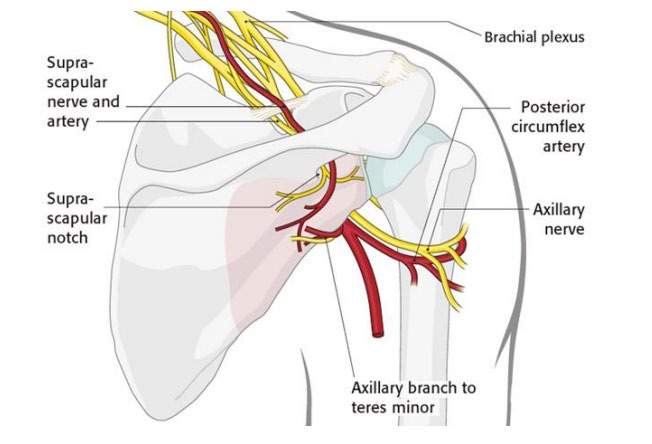 Brachial plexus
Supra-
scapular
nerve and
artery
Posterior
circumflex
artery
Supra-
scapular
notch
Axillary
nerve
Axillary branch to
teres minor